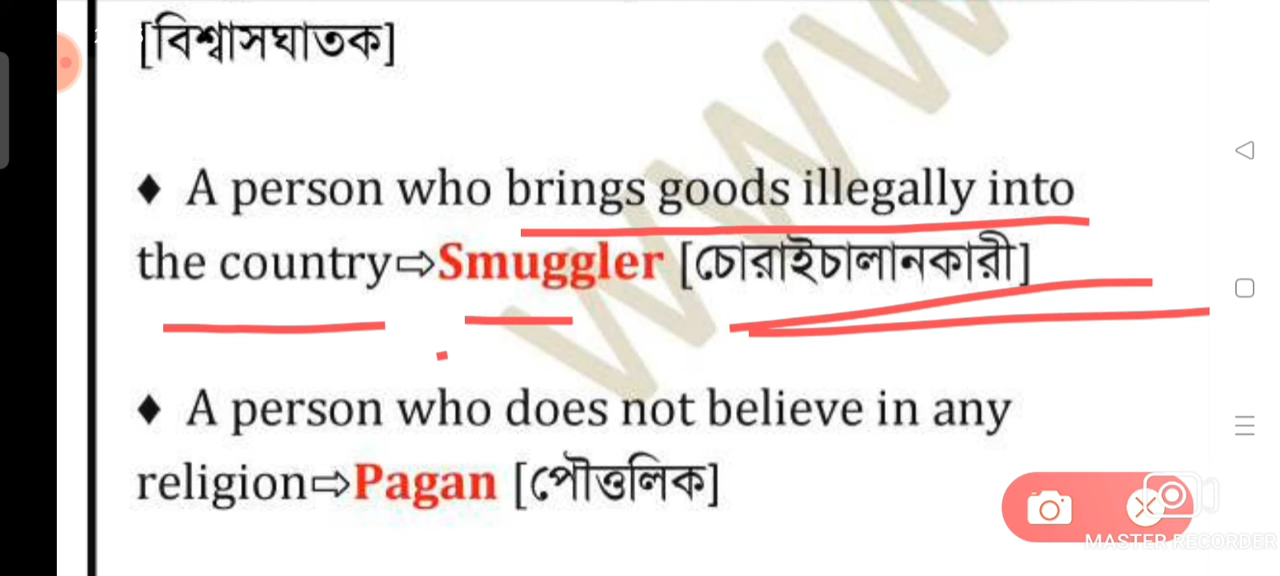 [বিশ্বাসঘাতক]
♦ A person who brings goods illegally into
the country⇨Smuggler [চোরাইচালানকারী]
♦ A person who does not believe in any
religion⇨Pagan [পৌত্তলিক]
MASTER RECORDER